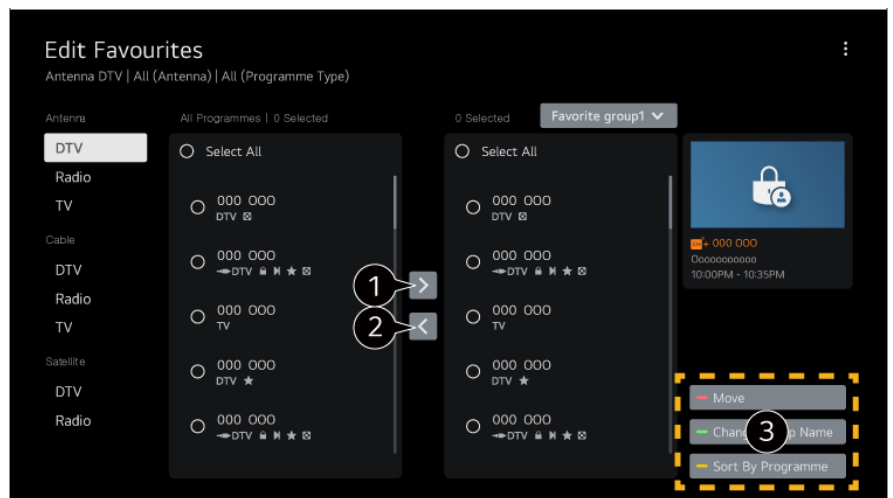 Edit Favourites
Antenna DTV | All (Antenna) | All (Programme Type)
Antenna
DTV
Radio
TV
Cable
DTV
Radio
TV
Satellite
DTV
Radio
All Programmes | 0 Selected
Select All
000 000
DTV
000 000
DTV
000 000
TV
000 000
DTV
000 000
DTV
1
2
0 Selected
Favorite group1
Select All
000 000
DTV
000 000
DTV
000 000
TV
000 000
DTV
000 000
DTV
+ 000 000
Ooooooooooo
10:00PM - 10:35PM
Move
3
Sort By Programme